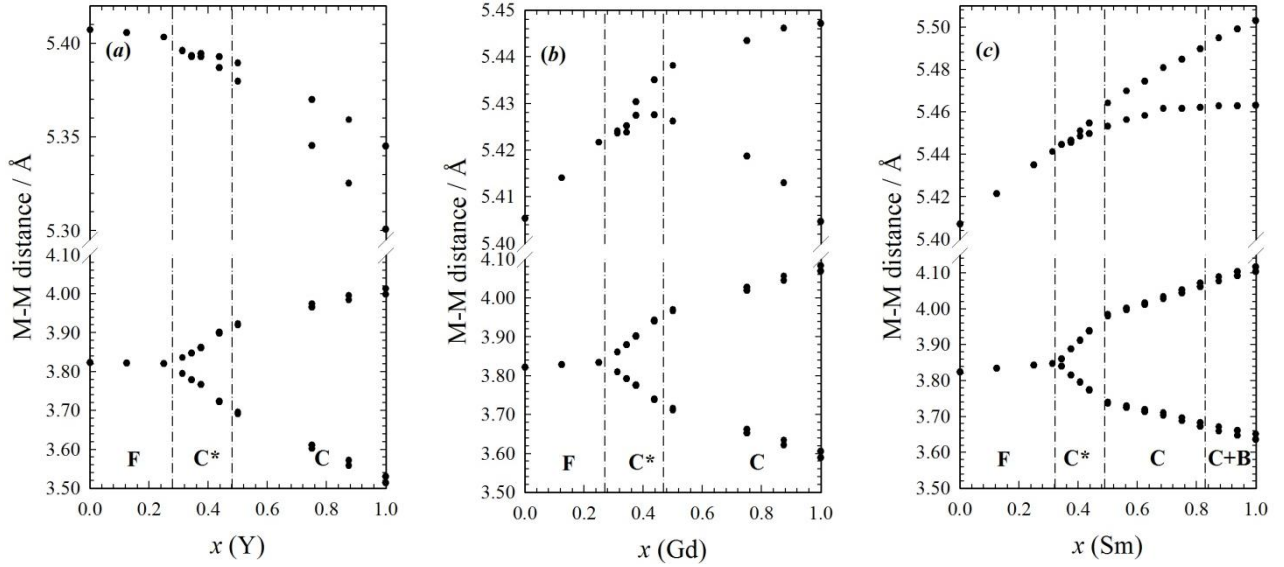 (a)
M-M distance / Å
5.40
5.35
5.30
4.10
4.00
3.90
3.80
3.70
3.60
3.50
F
C*
C
0.0 0.2 0.4 0.6 0.8 1.0
x (Y)
(b)
M-M distance / Å
5.45
5.44
5.43
5.42
5.41
5.40
4.10
4.00
3.90
3.80
3.70
3.60
3.50
F
C*
C
0.0 0.2 0.4 0.6 0.8 1.0
x (Gd)
(c)
M-M distance / Å
5.50
5.48
5.46
5.44
5.42
5.40
4.10
4.00
3.90
3.80
3.70
3.60
3.50
F
C*
C
C+B
0.0 0.2 0.4 0.6 0.8 1.0
x (Sm)